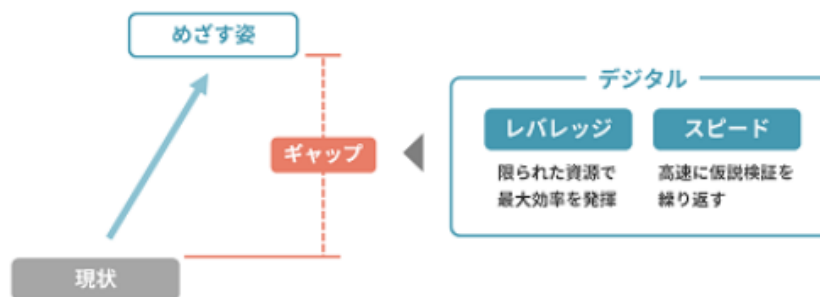 めざす姿
デジタル
レバレッジ
スピード
ギャップ
限られた資源で
最大効率を発揮
高速に仮説検証を
繰り返す
現状